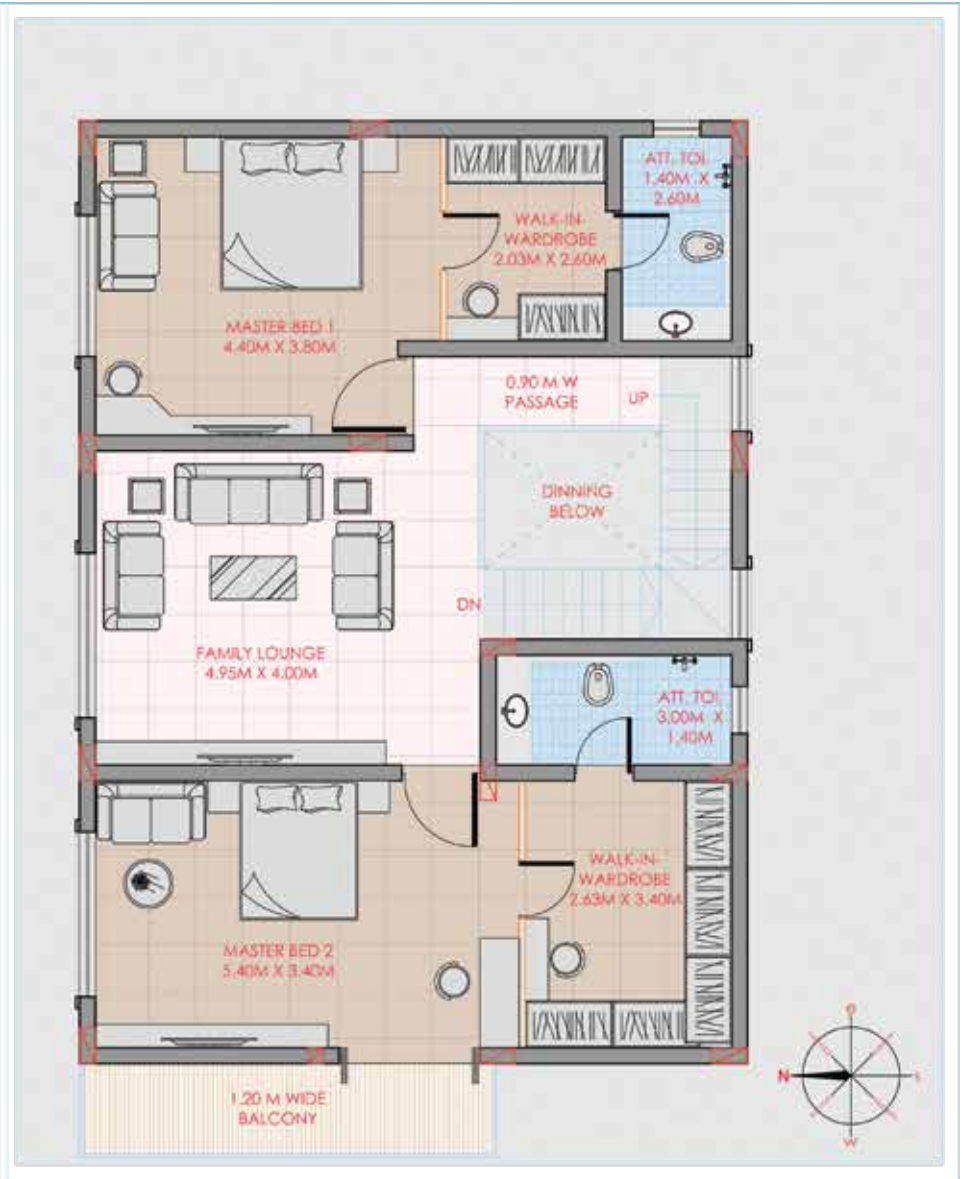 ATT. TOI.
1.40M X
2.60M
WALK-IN-
WARDROBE
2.03M X 2.60M
MASTER BED 1
4.40M X 3.80M
0.90 M W
PASSAGE
UP
DINNING
BELOW
DN
FAMILY LOUNGE
4.95M X 4.00M
ATT. TOI.
3.00M X
1.40M
WALK-IN-
WARDROBE
2.63M X 3.40M
MASTER BED 2
5.40M X 3.40M
1.20 M WIDE
BALCONY
N
S
W